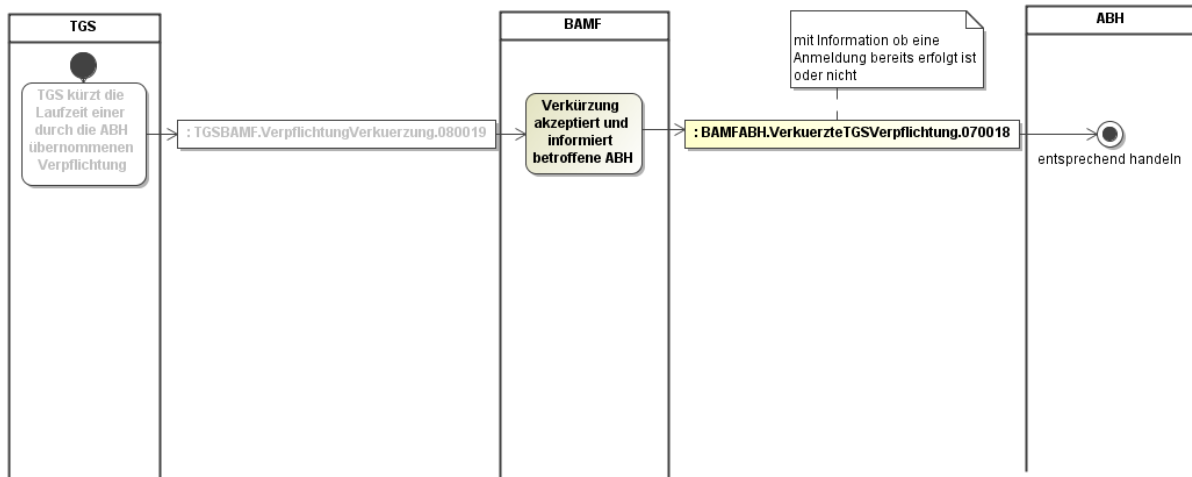 TGS
BAMF
ABH
TGS kürzt die
Laufzeit einer
durch die ABH
übernommenen
Verpflichtung
: TGSBAMF.VerpflichtungVerkuerzung.080019
Verkürzung
akzeptiert und
informiert
betroffene ABH
mit Information ob eine
Anmeldung bereits erfolgt ist
oder nicht
: BAMFABH.VerkuerzteTGSVerpflichtung.070018
entsprechend handeln